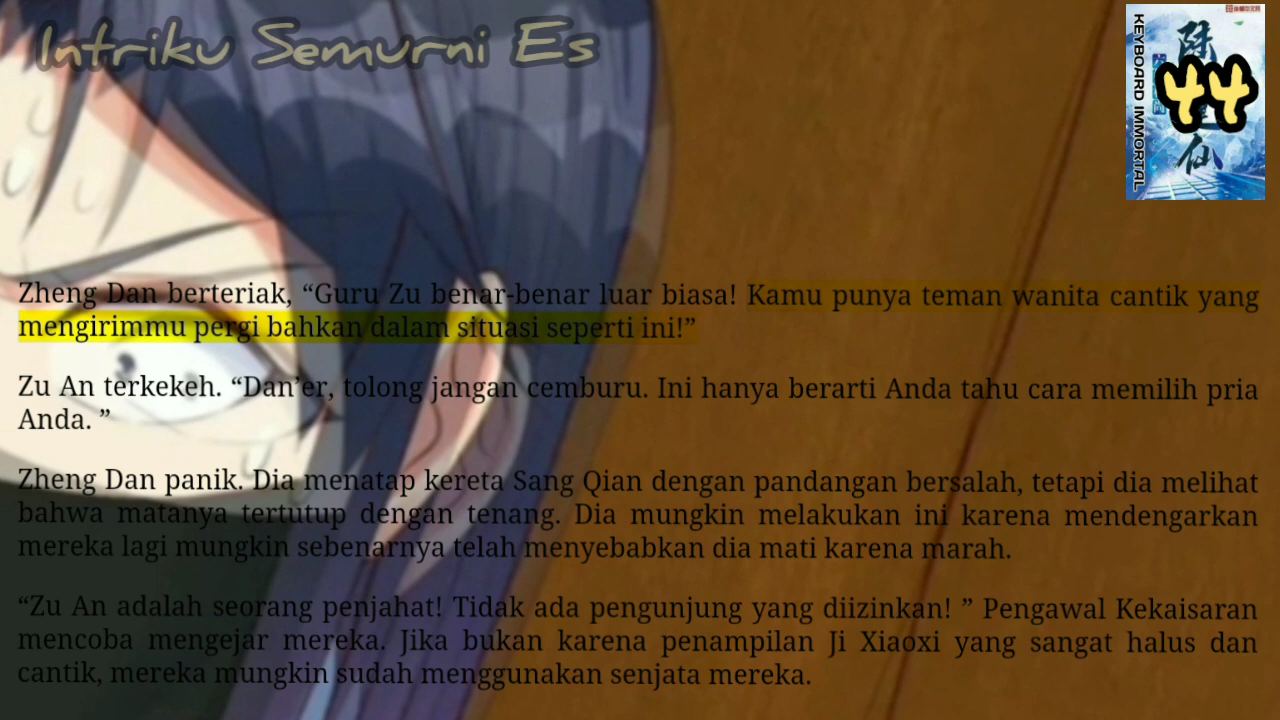 Intriku Semurni Es
KEYBOARD IMMORTAL
44
Zheng Dan berteriak, “Guru Zu benar-benar luar biasa! Kamu punya teman wanita cantik yang
mengirimmu pergi bahkan dalam situasi seperti ini!”
Zu An terkekeh. “Dan’er, tolong jangan cemburu. Ini hanya berarti Anda tahu cara memilih pria
Anda. ”
Zheng Dan panik. Dia menatap kereta Sang Qian dengan pandangan bersalah, tetapi dia melihat
bahwa matanya tertutup dengan tenang. Dia mungkin melakukan ini karena mendengarkan
mereka lagi mungkin sebenarnya telah menyebabkan dia mati karena marah.
“Zu An adalah seorang penjahat! Tidak ada pengunjung yang diizinkan! ” Pengawal Kekaisaran
mencoba mengejar mereka. Jika bukan karena penampilan Ji Xiaoxi yang sangat halus dan
cantik, mereka mungkin sudah menggunakan senjata mereka.